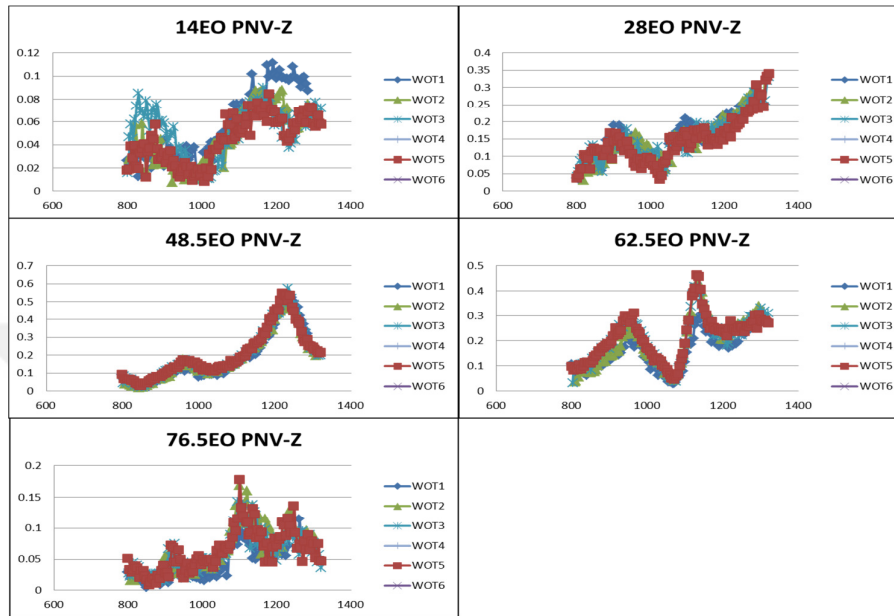 14EO PNV-Z
0.12
0.1
0.08
0.06
0.04
0.02
0
600
800
1000
1200
1400
WOT1
WOT2
WOT3
WOT4
WOT5
WOT6
28EO PNV-Z
0.4
0.35
0.3
0.25
0.2
0.15
0.1
0.05
0
600
800
1000
1200
1400
WOT1
WOT2
WOT3
WOT4
WOT5
WOT6
48.5EO PNV-Z
0.7
0.6
0.5
0.4
0.3
0.2
0.1
0
600
800
1000
1200
1400
WOT1
WOT2
WOT3
WOT4
WOT5
WOT6
62.5EO PNV-Z
0.5
0.4
0.3
0.2
0.1
0
600
800
1000
1200
1400
WOT1
WOT2
WOT3
WOT4
WOT5
WOT6
76.5EO PNV-Z
0.2
0.15
0.1
0.05
0
600
800
1000
1200
1400
WOT1
WOT2
WOT3
WOT4
WOT5
WOT6